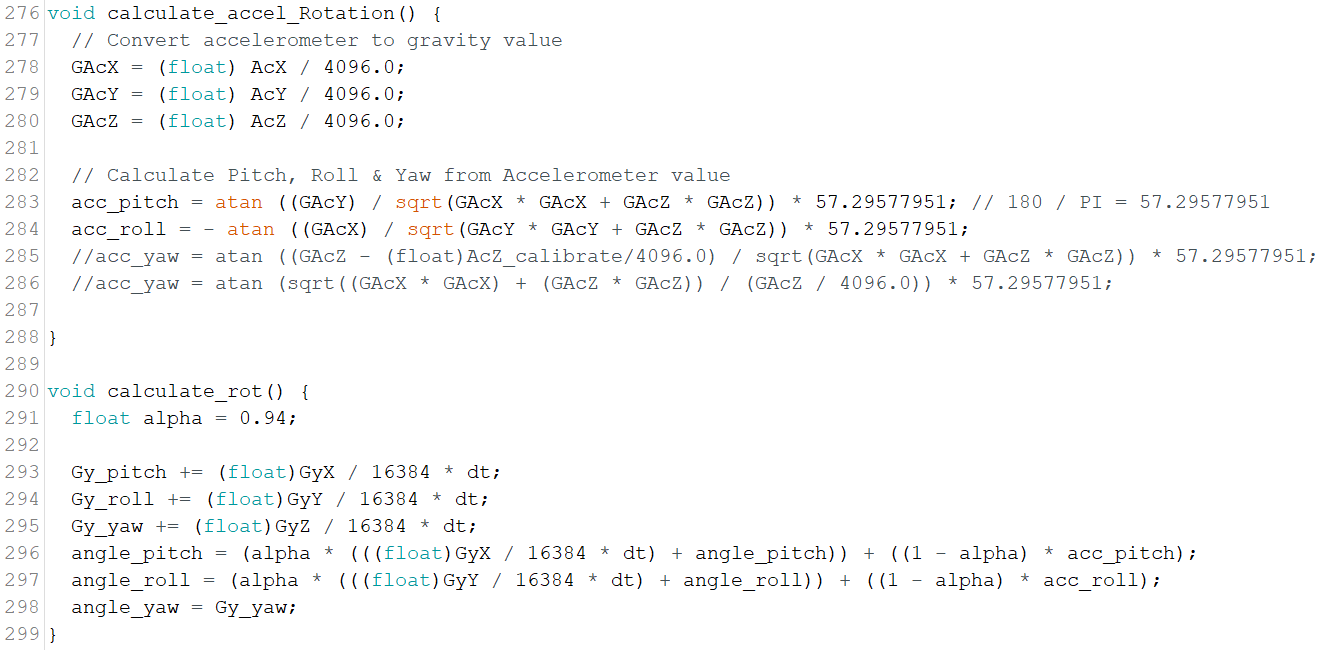 276 void calculate_accel_Rotation() {
277   // Convert accelerometer to gravity value
278   GAcX = (float) AcX / 4096.0;
279   GAcY = (float) AcY / 4096.0;
280   GAcZ = (float) AcZ / 4096.0;
281
282   // Calculate Pitch, Roll & Yaw from Accelerometer value
283   acc_pitch = atan ((GAcY) / sqrt(GAcX * GAcX + GAcZ * GAcZ)) * 57.29577951; // 180 / PI = 57.29577951
284   acc_roll = - atan ((GAcX) / sqrt(GAcY * GAcY + GAcZ * GAcZ)) * 57.29577951;
285   //acc_yaw = atan ((GAcZ - (float)AcZ_calibrate/4096.0) / sqrt(GAcX * GAcX + GAcZ * GAcZ)) * 57.29577951;
286   //acc_yaw = atan (sqrt((GAcX * GAcX) + (GAcZ * GAcZ)) / (GAcZ / 4096.0)) * 57.29577951;
287
288 }
289
290 void calculate_rot() {
291   float alpha = 0.94;
292
293   Gy_pitch += (float)GyX / 16384 * dt;
294   Gy_roll += (float)GyY / 16384 * dt;
295   Gy_yaw += (float)GyZ / 16384 * dt;
296   angle_pitch = (alpha * (((float)GyX / 16384 * dt) + angle_pitch)) + ((1 - alpha) * acc_pitch);
297   angle_roll = (alpha * (((float)GyY / 16384 * dt) + angle_roll)) + ((1 - alpha) * acc_roll);
298   angle_yaw = Gy_yaw;
299 }